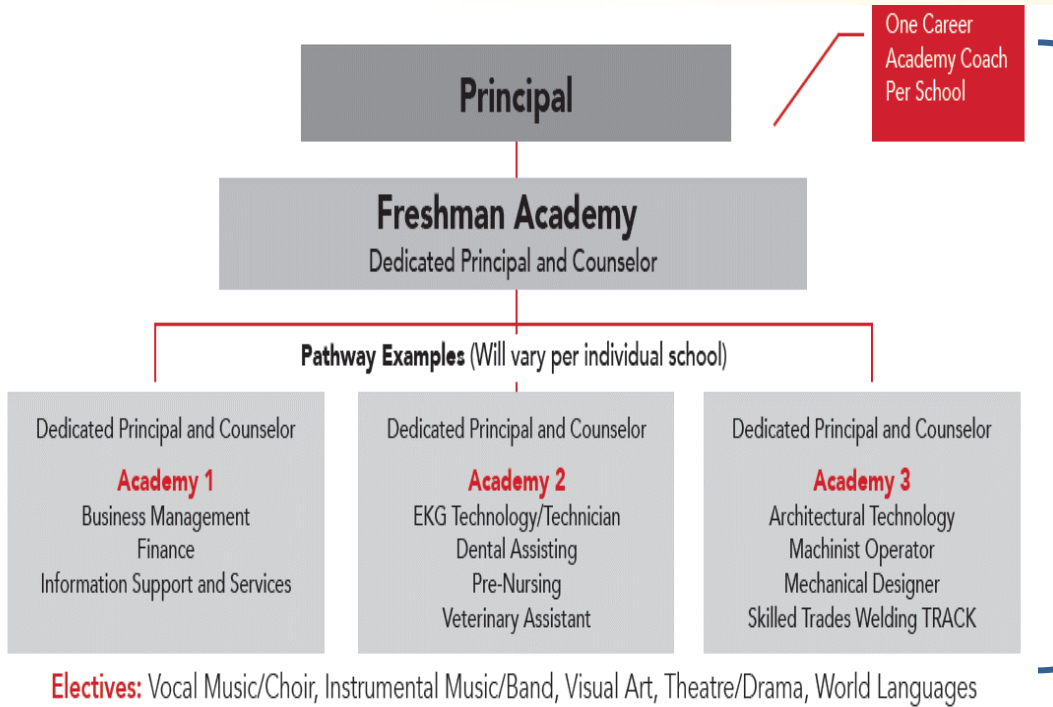 One Career
Academy Coach
Per School
Principal
Freshman Academy
Dedicated Principal and Counselor
Pathway Examples (Will vary per individual school)
Dedicated Principal and Counselor
Academy 1
Business Management
Finance
Information Support and Services
Dedicated Principal and Counselor
Academy 2
EKG Technology/Technician
Dental Assisting
Pre-Nursing
Veterinary Assistant
Dedicated Principal and Counselor
Academy 3
Architectural Technology
Machinist Operator
Mechanical Designer
Skilled Trades Welding TRACK
Electives: Vocal Music/Choir, Instrumental Music/Band, Visual Art, Theatre/Drama, World Languages